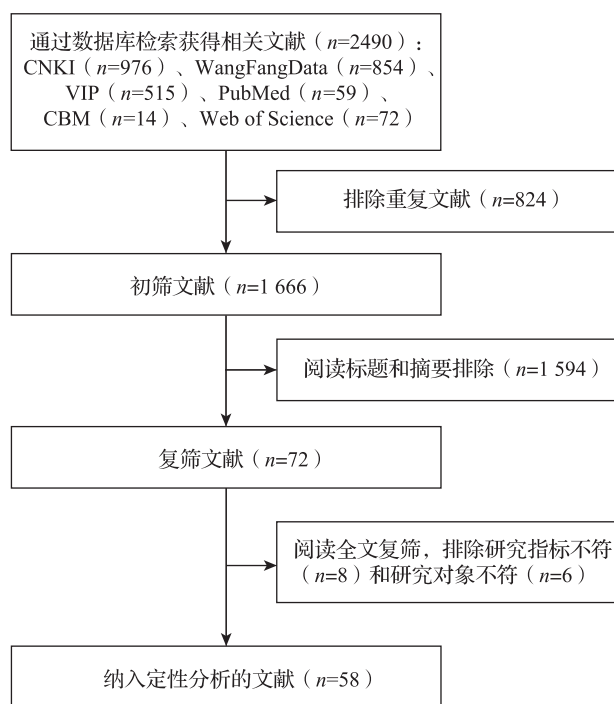 通过数据库检索获得相关文献（n=2490）：
CNKI（n=976）、WangFangData（n=854）、
VIP（n=515）、PubMed（n=59）、
CBM（n=14）、Web of Science（n=72）
排除重复文献（n=824）
初筛文献（n=1 666）
阅读标题和摘要排除（n=1 594）
复筛文献（n=72）
阅读全文复筛，排除研究指标不符
（n=8）和研究对象不符（n=6）
纳入定性分析的文献（n=58）